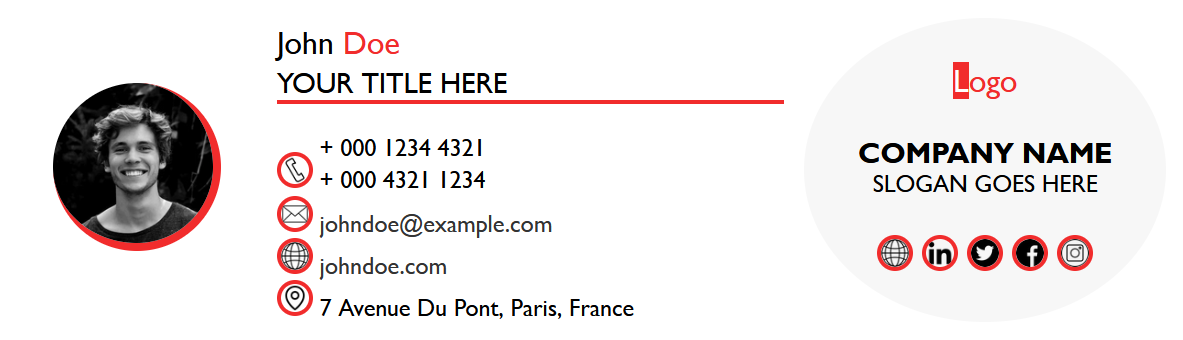 John Doe
YOUR TITLE HERE
+ 000 1234 4321
+ 000 4321 1234
johndoe@example.com
johndoe.com
7 Avenue Du Pont, Paris, France
Logo
COMPANY NAME
SLOGAN GOES HERE
in
f